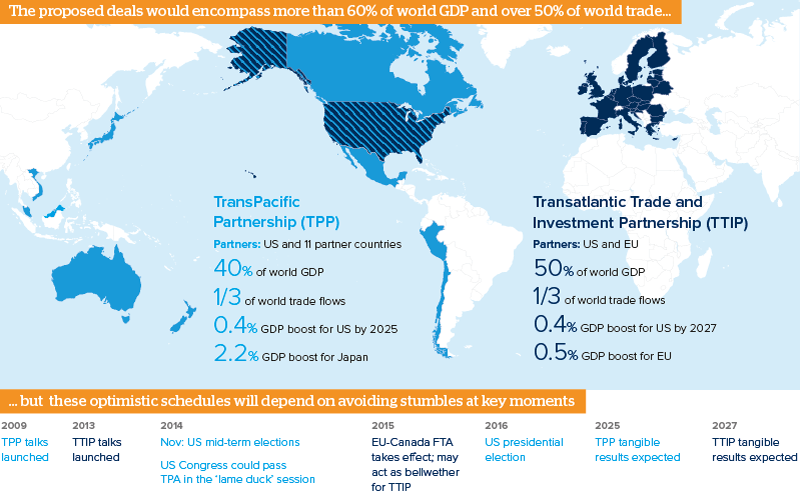 The proposed deals would encompass more than 60% of world GDP and over 50% of world trade...
TransPacific
Partnership (TPP)
Partners: US and 11 partner countries
40% of world GDP
1/3 of world trade flows
0.4% GDP boost for US by 2025
2.2% GDP boost for Japan
Transatlantic Trade and
Investment Partnership (TTIP)
Partners: US and EU
50% of world GDP
1/3 of world trade flows
0.4% GDP boost for US by 2027
0.5% GDP boost for EU
... but these optimistic schedules will depend on avoiding stumbles at key moments
2009
TPP talks
launched
2013
TTIP talks
launched
2014
Nov: US mid-term elections
US Congress could pass
TPA in the ‘lame duck’ session
2015
EU-Canada FTA
takes effect; may
act as bellwether
for TTIP
2016
US presidential
election
2025
TPP tangible
results expected
2027
TTIP tangible
results expected